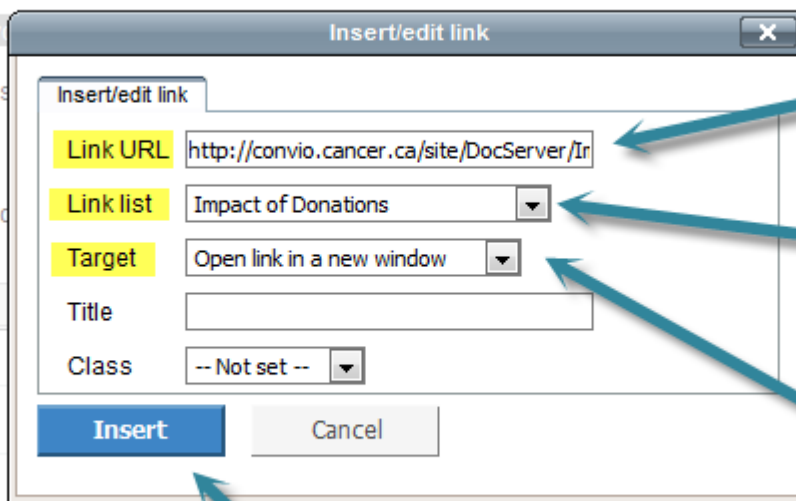 Insert/edit link
Insert/edit link
Link URL http://convio.cancer.ca/site/DocServer/
Link list Impact of Donations
Target Open link in a new window
Title
Class -- Not set --
Insert Cancel